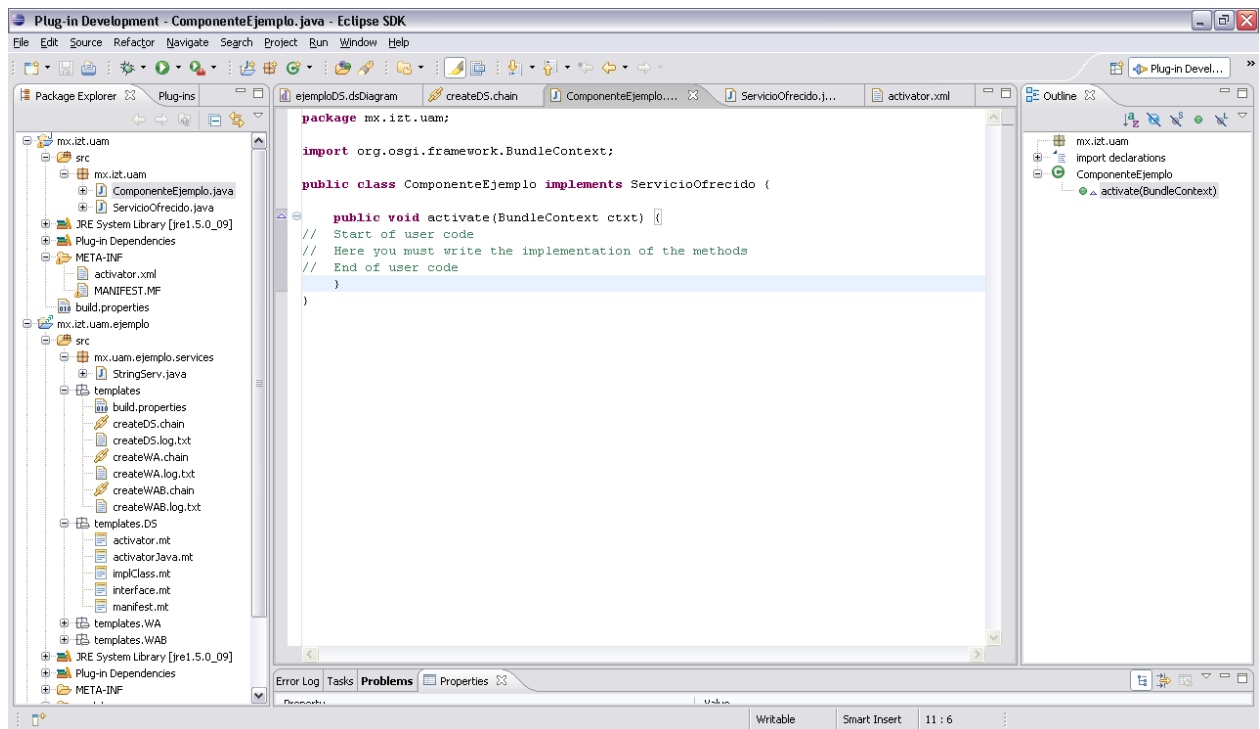 Plug-in Development - ComponenteEjemplo.java - Eclipse SDK
File Edit Source Refactor Navigate Search Project Run Window Help
Plug-in Devel... »
Package Explorer Plug-ins
ejemploDS.dsDiagram createDS.chain ComponenteEjemplo.... ServicioOfrecido.j... activator.xml
Outline
mx.izt.uam
src
mx.izt.uam
ComponenteEjemplo.java
ServicioOfrecido.java
JRE System Library [jre1.5.0_09]
Plug-in Dependencies
META-INF
activator.xml
MANIFEST.MF
build.properties
mx.izt.uam.ejemplo
src
mx.uam.ejemplo.services
StringServ.java
templates
build.properties
createDS.chain
createDS.log.txt
createWA.chain
createWA.log.txt
createWAB.chain
createWAB.log.txt
templates.DS
activator.mt
activatorJava.mt
implClass.mt
interface.mt
manifest.mt
templates.WA
templates.WAB
JRE System Library [jre1.5.0_09]
Plug-in Dependencies
META-INF
package mx.izt.uam;
import org.osgi.framework.BundleContext;
public class ComponenteEjemplo implements ServicioOfrecido {
public void activate(BundleContext ctxt) {
// Start of user code
// Here you must write the implementation of the methods
// End of user code
}
}
mx.izt.uam
import declarations
ComponenteEjemplo
activate(BundleContext)
Error Log Tasks Problems Properties
Property Value
Writable Smart Insert 11 : 6